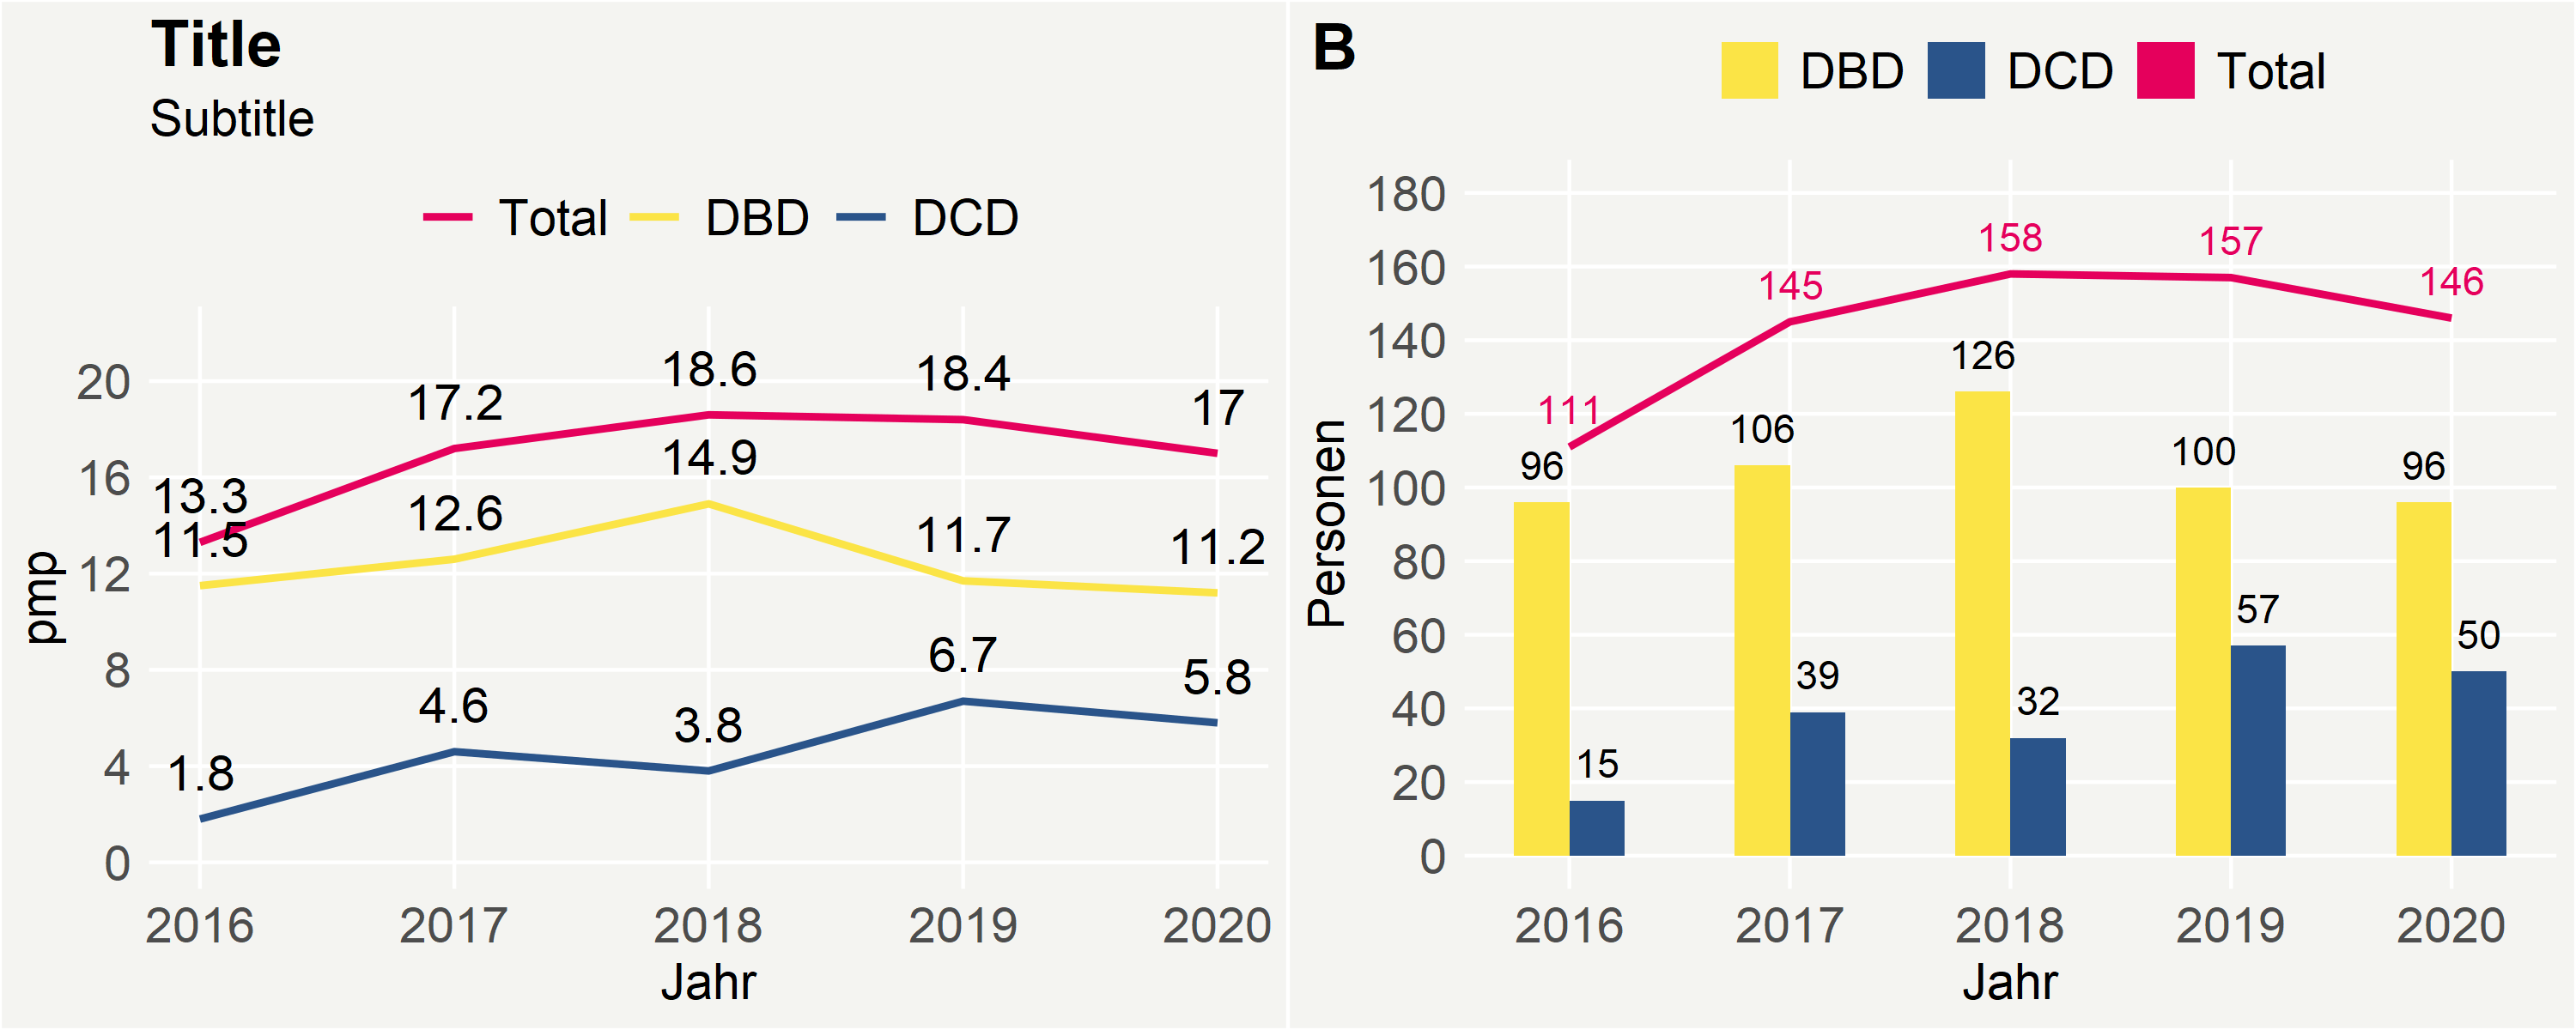 Title
Subtitle
Total DBD DCD
20
16
12
8
4
0
pmp
13.3 17.2 18.6 18.4 17
11.5 12.6 14.9 11.7 11.2
1.8 4.6 3.8 6.7 5.8
2016 2017 2018 2019 2020
Jahr
B
DBD DCD Total
180
160
140
120
100
80
60
40
20
0
Personen
111 145 158 157 146
96 106 126 100 96
15 39 32 57 50
2016 2017 2018 2019 2020
Jahr